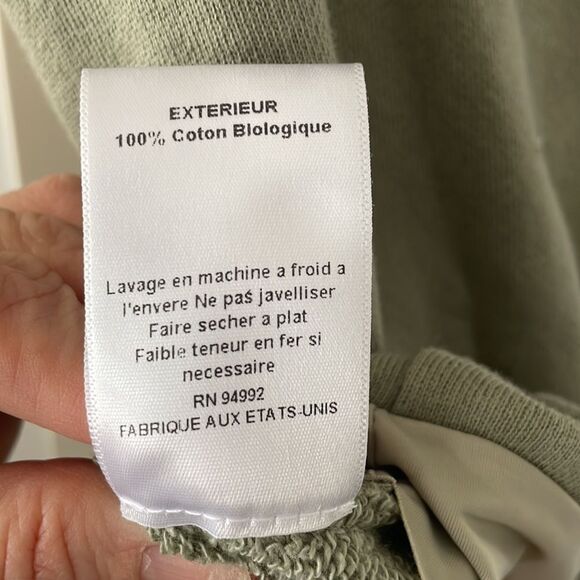 EXTERIEUR
100% Coton Biologique
Lavage en machine a froid a
l'envere Ne pas javelliser
Faire secher a plat
Faible teneur en fer si
necessaire
RN 94992
FABRIQUE AUX ETATS-UNIS